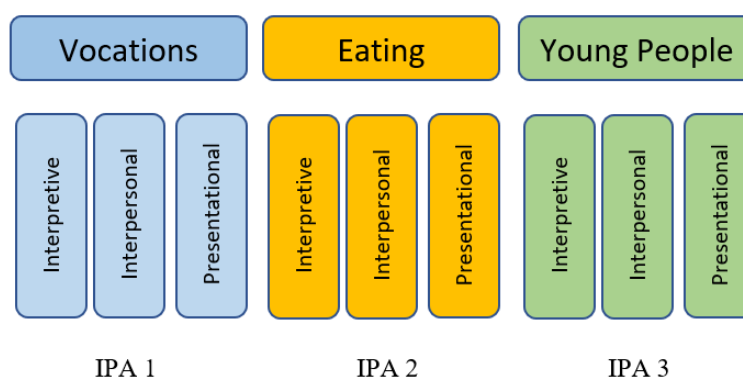 Vocations
Eating
Young People
Interpretive
Interpersonal
Presentational
Interpretive
Interpersonal
Presentational
Interpretive
Interpersonal
Presentational
IPA 1
IPA 2
IPA 3